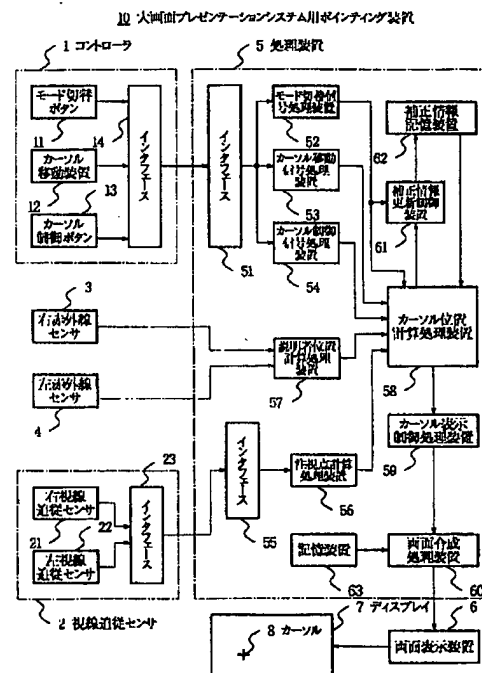 10 大画面プレゼンテーションシステム用ポインティング装置
1 コントローラ
モード切替
ボタン
11
14
カーソル
移動装置
12
13
カーソル
制御ボタン
インタフェース
5 処理装置
インタフェース
51
モード切替信
号処理装置
52
カーソル移動
信号処理装置
53
カーソル制御
信号処理装置
54
補正情報
記憶装置
62
補正情報
更新制御
装置
61
3
右赤外線
センサ
左赤外線
センサ
4
説明者位置
計算処理
装置
57
カーソル位置
計算処理装置
58
カーソル表示
制御処理装置
59
23
右視線
追従センサ
21
22
左視線
追従センサ
インタフェース
2 視線追従センサ
インタフェース
55
注視点計算
処理装置
56
記憶装置
63
画面合成
処理装置
60
7 ディスプレイ
6
8 カーソル
画面表示装置